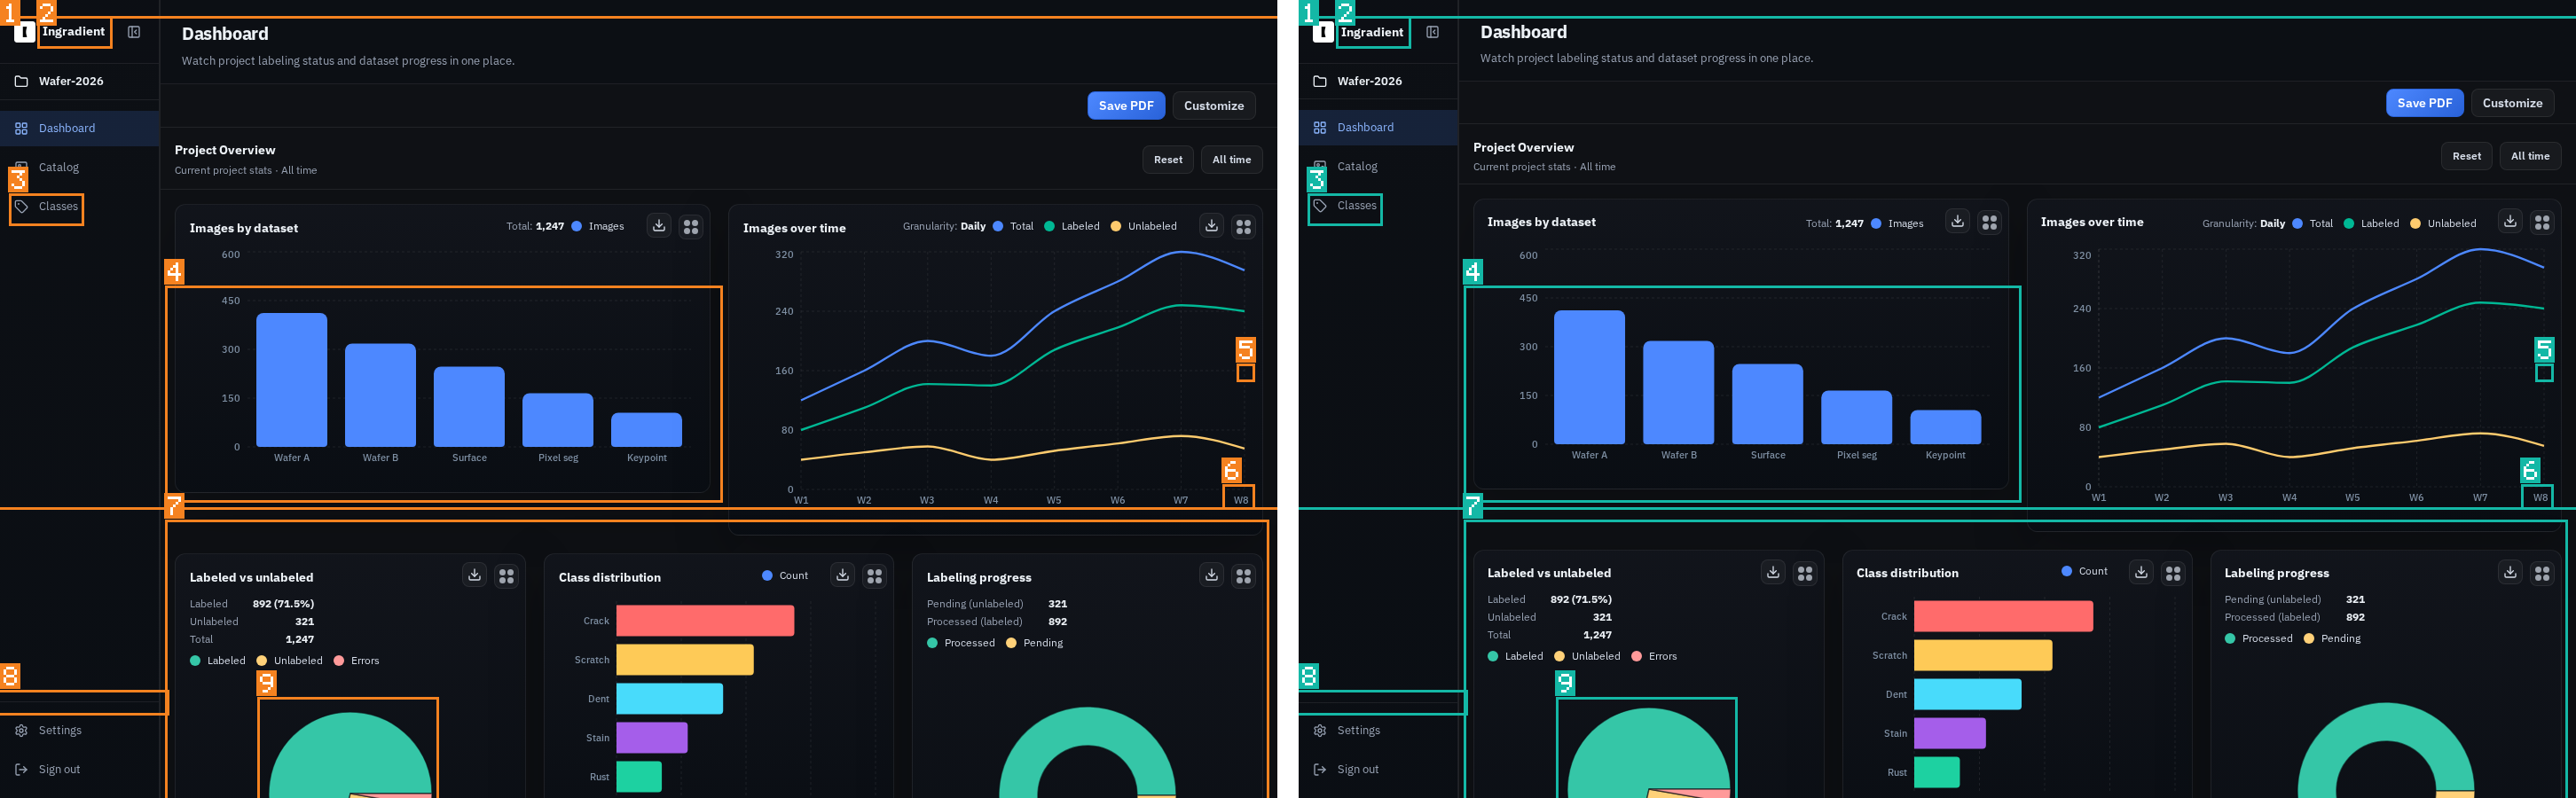 1 2
Ingradient
Dashboard
Watch project labeling status and dataset progress in one place.
Wafer-2026
Save PDF Customize
Dashboard
Project Overview
Current project stats · All time
Reset All time
Catalog
3
Classes
Images by dataset
Total: 1,247 Images
600
4
450
300
150
0
Wafer A Wafer B Surface Pixel seg Keypoint
Images over time
Granularity: Daily Total Labeled Unlabeled
320
240
5
160
80
6
0
W1 W2 W3 W4 W5 W6 W7 W8
7
Labeled vs unlabeled
Labeled 892 (71.5%)
Unlabeled 321
Total 1,247
Labeled Unlabeled Errors
9
Class distribution
Count
Crack
Scratch
Dent
Stain
Rust
Labeling progress
Pending (unlabeled) 321
Processed (labeled) 892
Processed Pending
8
Settings
Sign out
1 2
Ingradient
Dashboard
Watch project labeling status and dataset progress in one place.
Wafer-2026
Save PDF Customize
Dashboard
Project Overview
Current project stats · All time
Reset All time
Catalog
3
Classes
Images by dataset
Total: 1,247 Images
600
4
450
300
150
0
Wafer A Wafer B Surface Pixel seg Keypoint
Images over time
Granularity: Daily Total Labeled Unlabeled
320
240
5
160
80
6
0
W1 W2 W3 W4 W5 W6 W7 W8
7
Labeled vs unlabeled
Labeled 892 (71.5%)
Unlabeled 321
Total 1,247
Labeled Unlabeled Errors
9
Class distribution
Count
Crack
Scratch
Dent
Stain
Rust
Labeling progress
Pending (unlabeled) 321
Processed (labeled) 892
Processed Pending
8
Settings
Sign out